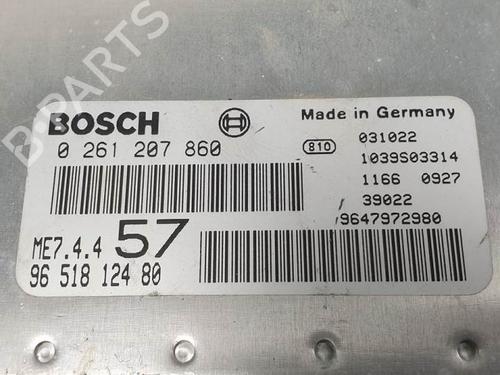 B-PARTS
BOSCH
Made in Germany
0 261 207 860
810
031022
1039S03314
1166 0927
39022
9647972980
ME7.4.4 57
96 518 124 80